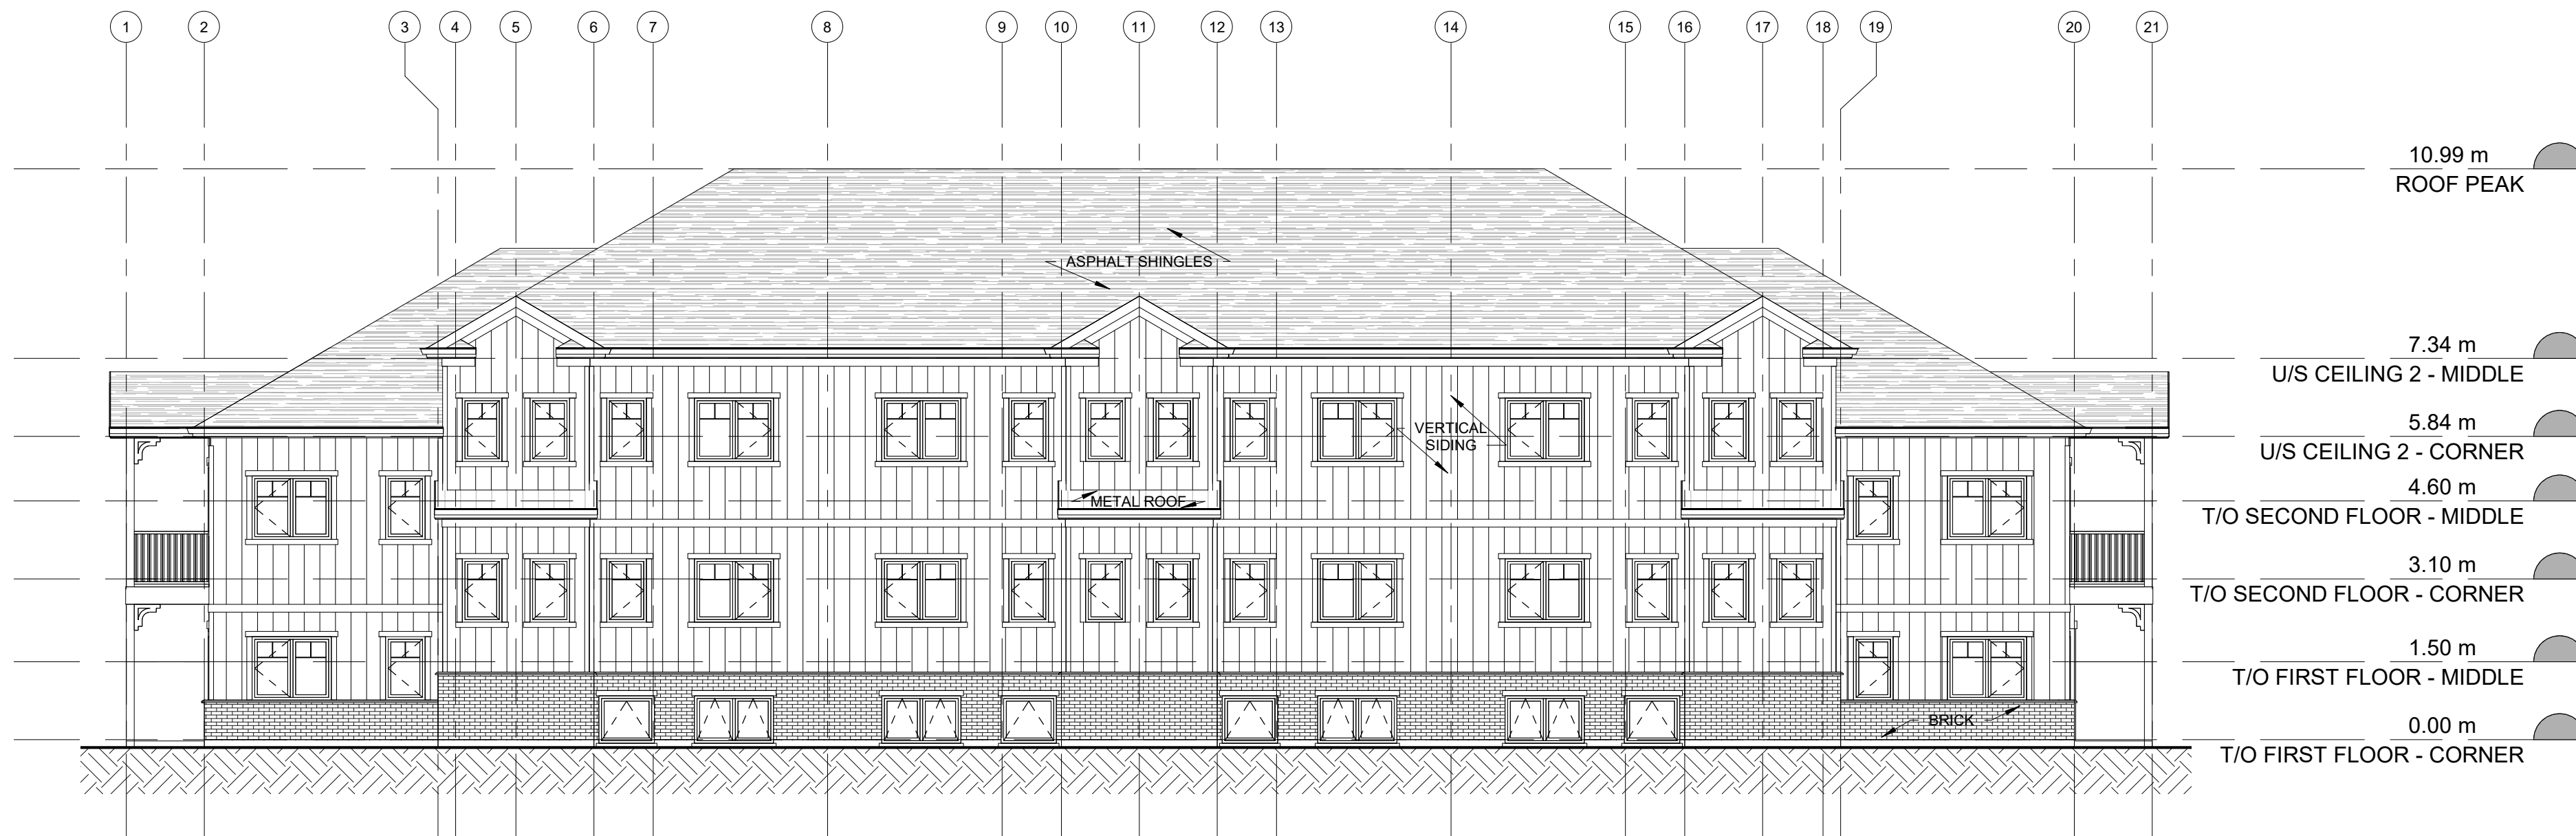 1
2
3
4
5
6
7
8
9
10
11
12
13
14
15
16
17
18
19
20
21
10.99 m
ROOF PEAK
ASPHALT SHINGLES
7.34 m
U/S CEILING 2 - MIDDLE
5.84 m
U/S CEILING 2 - CORNER
VERTICAL
SIDING
4.60 m
T/O SECOND FLOOR - MIDDLE
METAL ROOF
3.10 m
T/O SECOND FLOOR - CORNER
1.50 m
T/O FIRST FLOOR - MIDDLE
BRICK
0.00 m
T/O FIRST FLOOR - CORNER